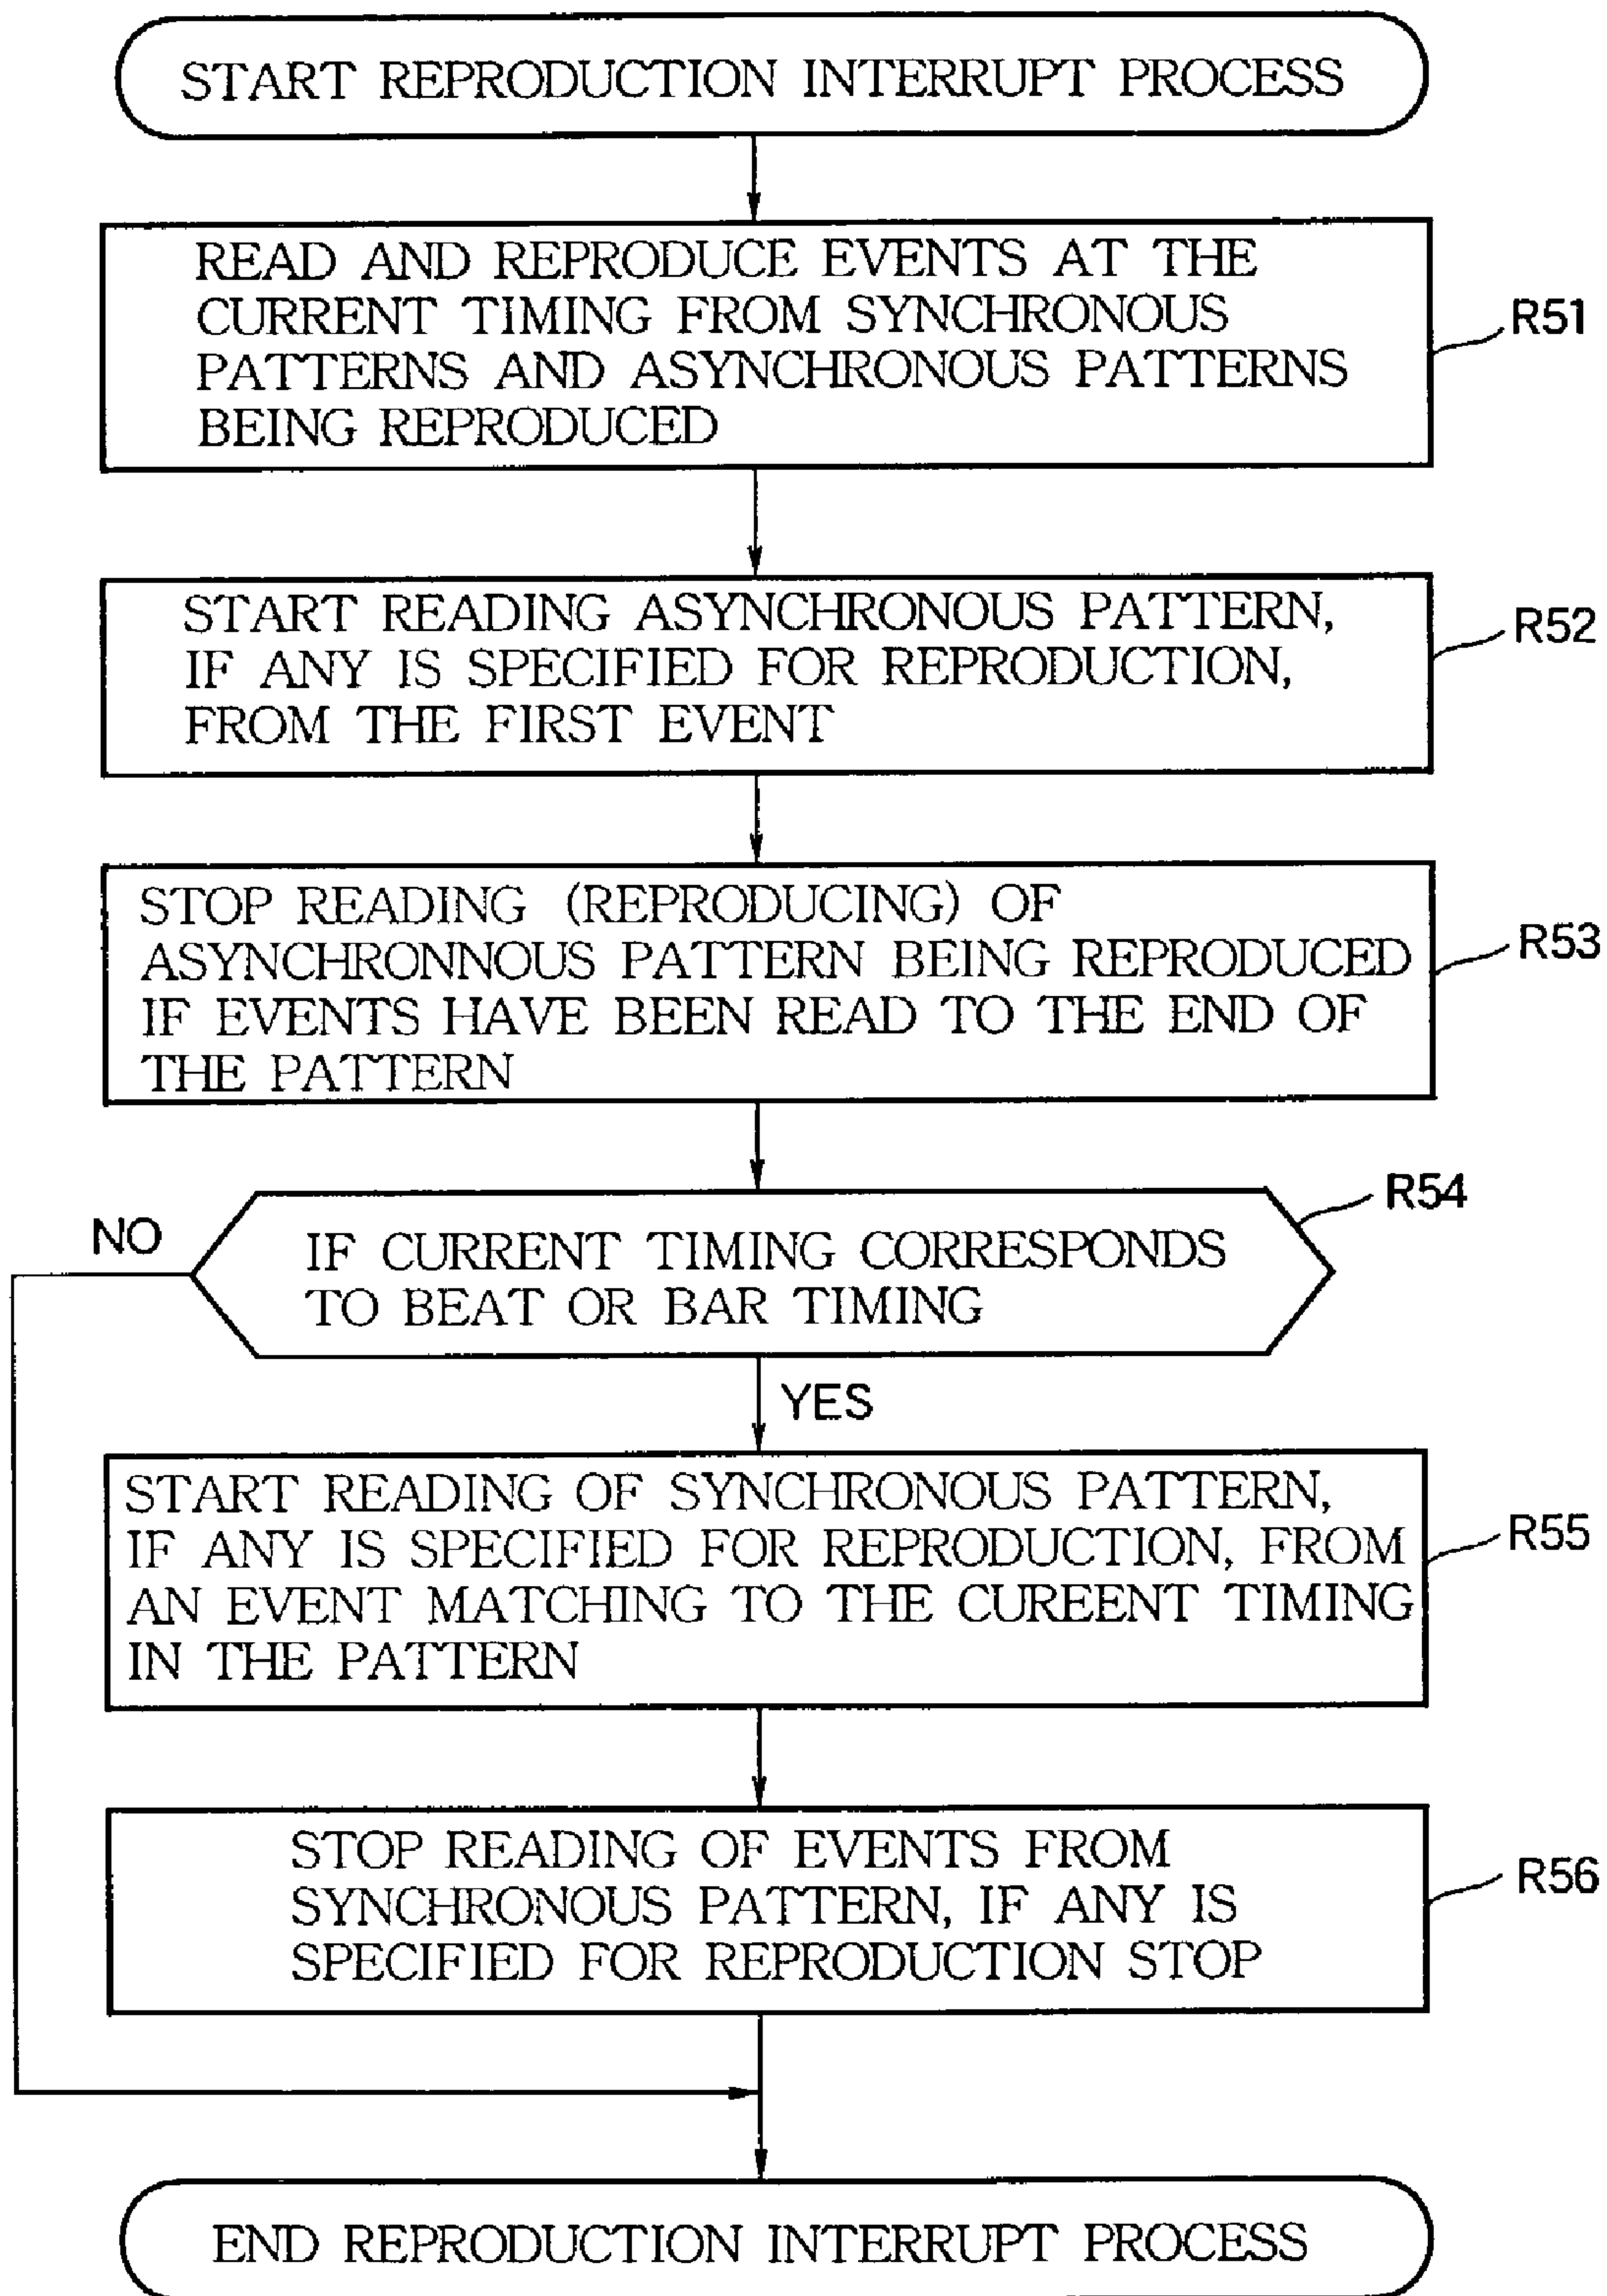 START REPRODUCTION INTERRUPT PROCESS
READ AND REPRODUCE EVENTS AT THE
CURRENT TIMING FROM SYNCHRONOUS
PATTERNS AND ASYNCHRONOUS PATTERNS
BEING REPRODUCED
R51
START READING ASYNCHRONOUS PATTERN,
IF ANY IS SPECIFIED FOR REPRODUCTION,
FROM THE FIRST EVENT
R52
STOP READING (REPRODUCING) OF
ASYNCHRONNOUS PATTERN BEING REPRODUCED
IF EVENTS HAVE BEEN READ TO THE END OF
THE PATTERN
R53
R54
NO
IF CURRENT TIMING CORRESPONDS
TO BEAT OR BAR TIMING
YES
START READING OF SYNCHRONOUS PATTERN,
IF ANY IS SPECIFIED FOR REPRODUCTION, FROM
AN EVENT MATCHING TO THE CUREENT TIMING
IN THE PATTERN
R55
STOP READING OF EVENTS FROM
SYNCHRONOUS PATTERN, IF ANY IS
SPECIFIED FOR REPRODUCTION STOP
R56
END REPRODUCTION INTERRUPT PROCESS